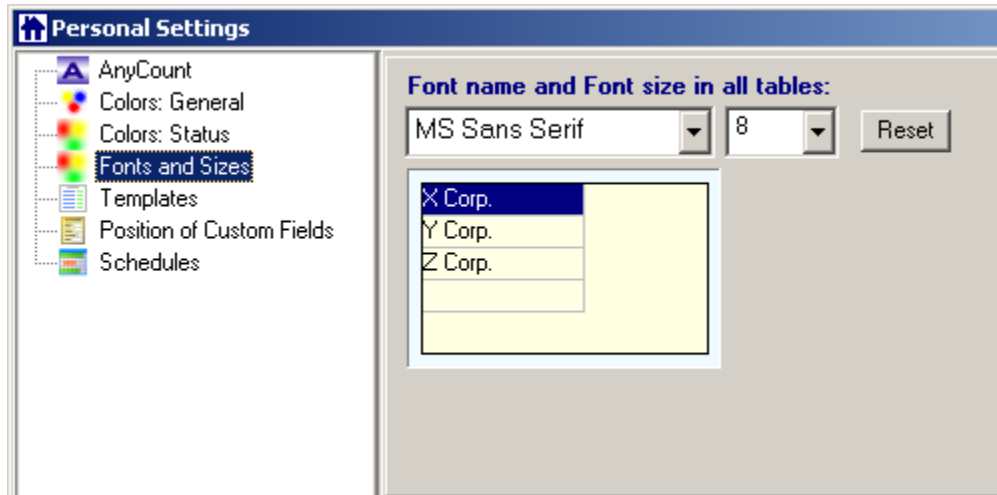 Personal Settings
AnyCount
Colors: General
Colors: Status
Fonts and Sizes
Templates
Position of Custom Fields
Schedules
Font name and Font size in all tables:
MS Sans Serif 8 Reset
X Corp.
Y Corp.
Z Corp.